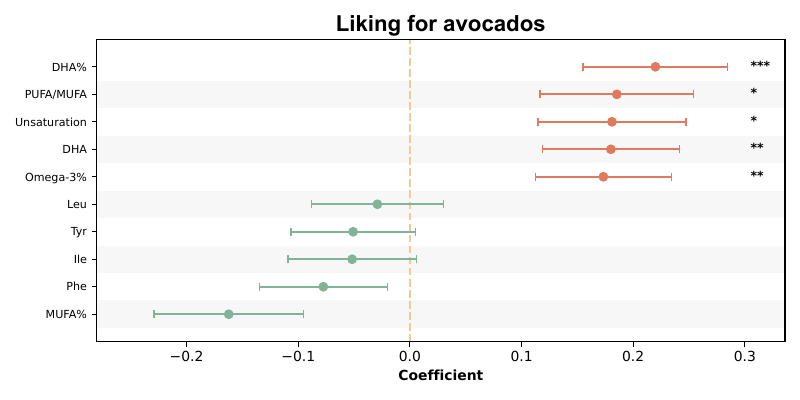 Liking for avocados
DHA% ***
PUFA/MUFA *
Unsaturation *
DHA **
Omega-3% **
Leu
Tyr
Ile
Phe
MUFA%
−0.2 −0.1 0.0 0.1 0.2 0.3
Coefficient